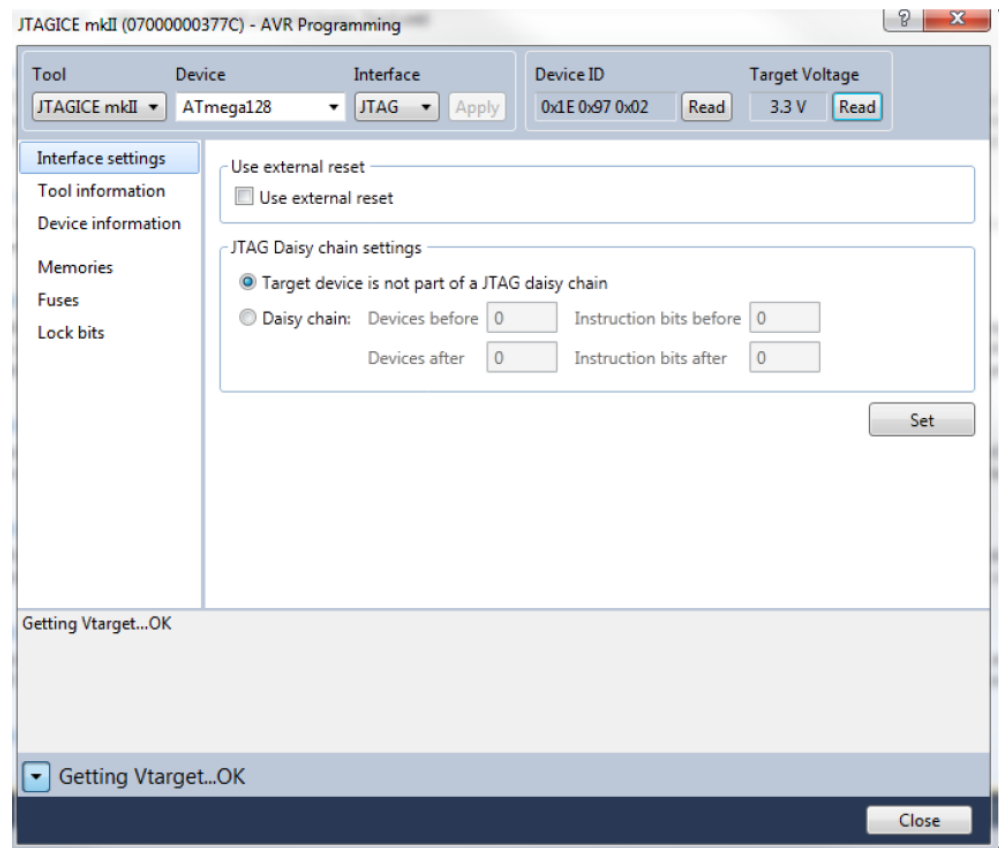 JTAGICE mkII (07000000377C) - AVR Programming
Tool Device Interface Device ID Target Voltage
JTAGICE mkII ATmega128 JTAG Apply 0x1E 0x97 0x02 Read 3.3 V Read
Interface settings
Tool information
Device information
Memories
Fuses
Lock bits
Use external reset
Use external reset
JTAG Daisy chain settings
Target device is not part of a JTAG daisy chain
Daisy chain: Devices before 0 Instruction bits before 0
Devices after 0 Instruction bits after 0
Set
Getting Vtarget...OK
Getting Vtarget...OK
Close